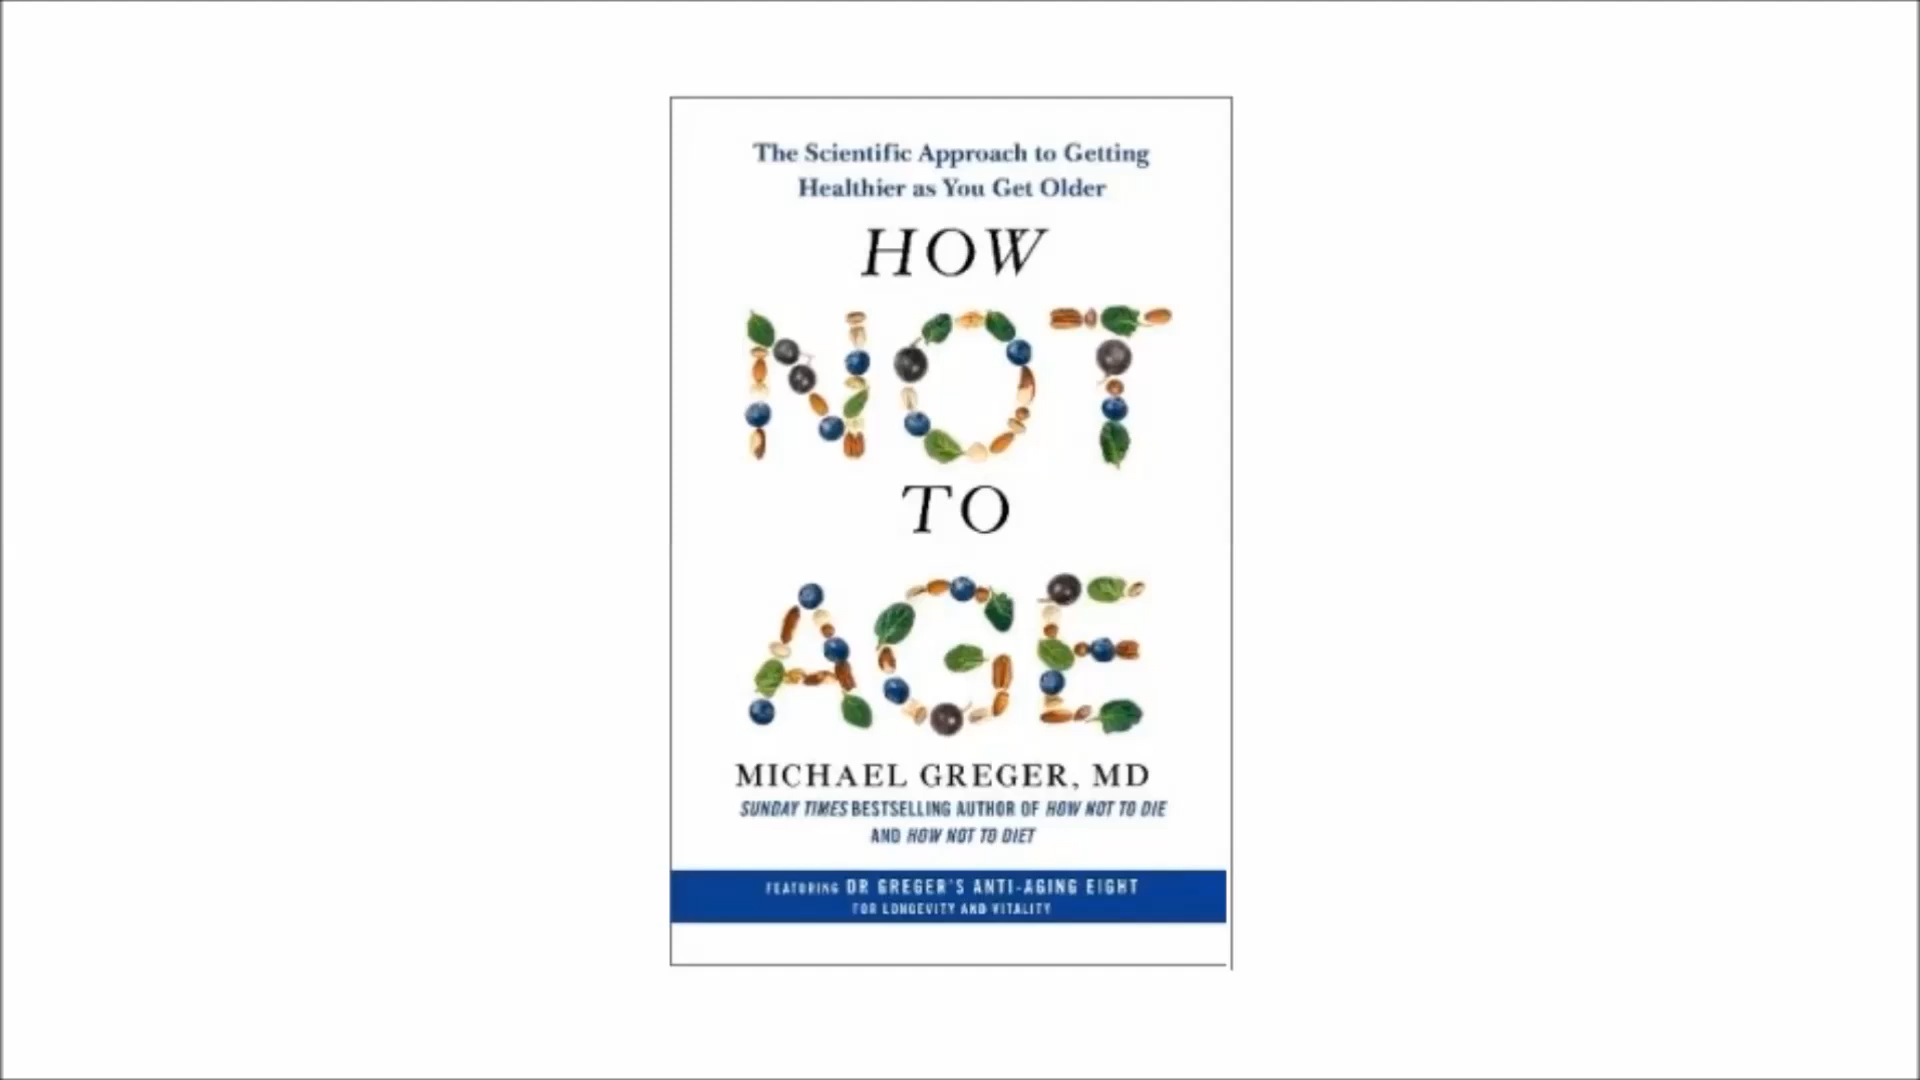 The Scientific Approach to Getting
Healthier as You Get Older
HOW
NOT
TO
AGE
MICHAEL GREGER, MD
SUNDAY TIMES BESTSELLING AUTHOR OF HOW NOT TO DIE
AND HOW NOT TO DIET
FEATURING DR GREGER'S ANTI-AGING EIGHT
FOR LONGEVITY AND VITALITY